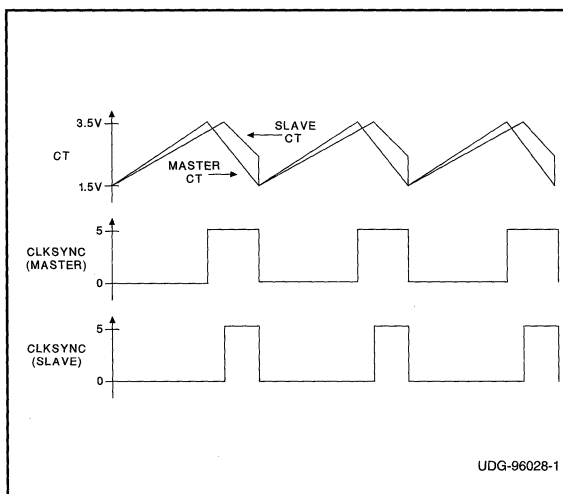 3.5V
SLAVE
CT
CT
MASTER
CT
1.5V
5
CLKSYNC
(MASTER)
0
5
CLKSYNC
(SLAVE)
0
UDG-96028-1